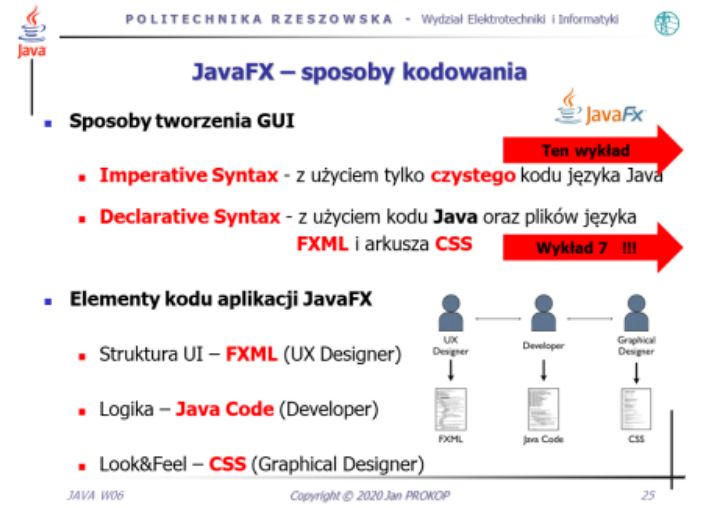 POLITECHNIKA RZESZOWSKA - Wydział Elektrotechniki i Informatyki
Java
JavaFX – sposoby kodowania
JavaFX
Sposoby tworzenia GUI
Ten wykład
Imperative Syntax - z użyciem tylko czystego kodu języka Java
Declarative Syntax - z użyciem kodu Java oraz plików języka
FXML i arkusza CSS
Wykład 7 !!!
Elementy kodu aplikacji JavaFX
Struktura UI – FXML (UX Designer)
Logika – Java Code (Developer)
Look&Feel – CSS (Graphical Designer)
UX
Designer
Developer
Graphical
Designer
FXML
Java Code
CSS
JAVA W06
Copyright © 2020 Jan PROKOP
25